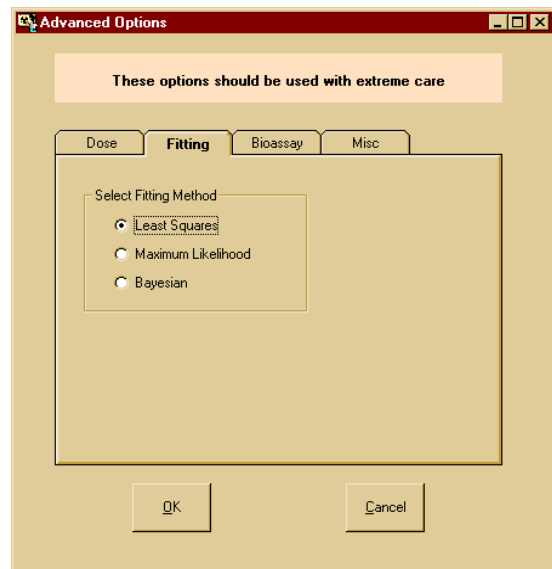 Advanced Options
These options should be used with extreme care
Dose Fitting Bioassay Misc
Select Fitting Method
Least Squares
Maximum Likelihood
Bayesian
OK Cancel